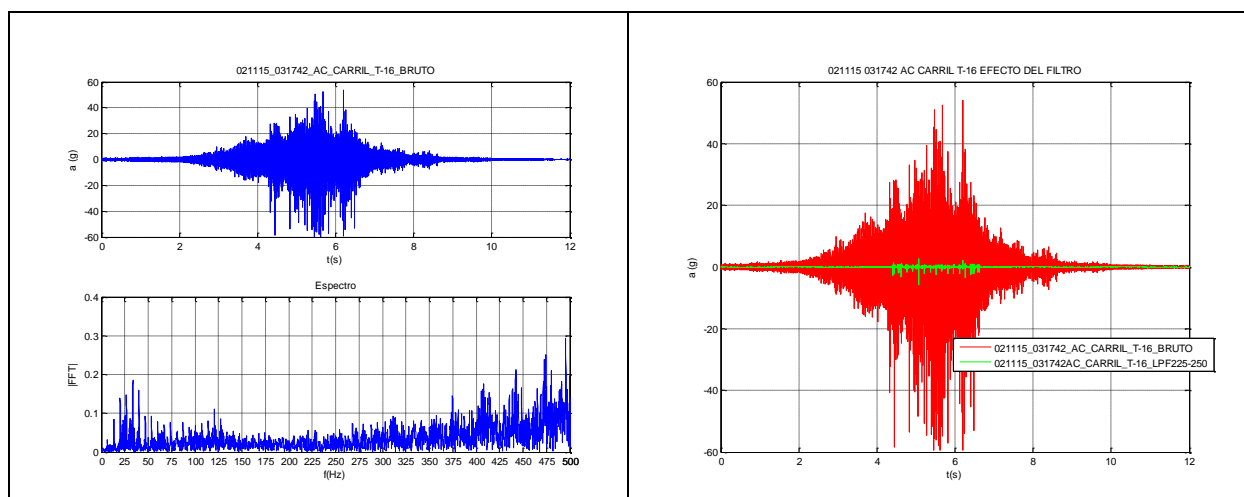 021115_031742_AC_CARRIL_T-16_BRUTO
60
40
20
0
-20
-40
-60
a (g)
0 2 4 6 8 10 12
t(s)
Espectro
0.4
0.3
0.2
0.1
0
|FFT|
0 25 50 75 100 125 150 175 200 225 250 275 300 325 350 375 400 425 450 475 500
f(Hz)
021115 031742 AC CARRIL T-16 EFECTO DEL FILTRO
60
40
20
0
-20
-40
-60
a (g)
021115_031742_AC_CARRIL_T-16_BRUTO
021115_031742AC_CARRIL_T-16_LPF225-250
0 2 4 6 8 10 12
t(s)